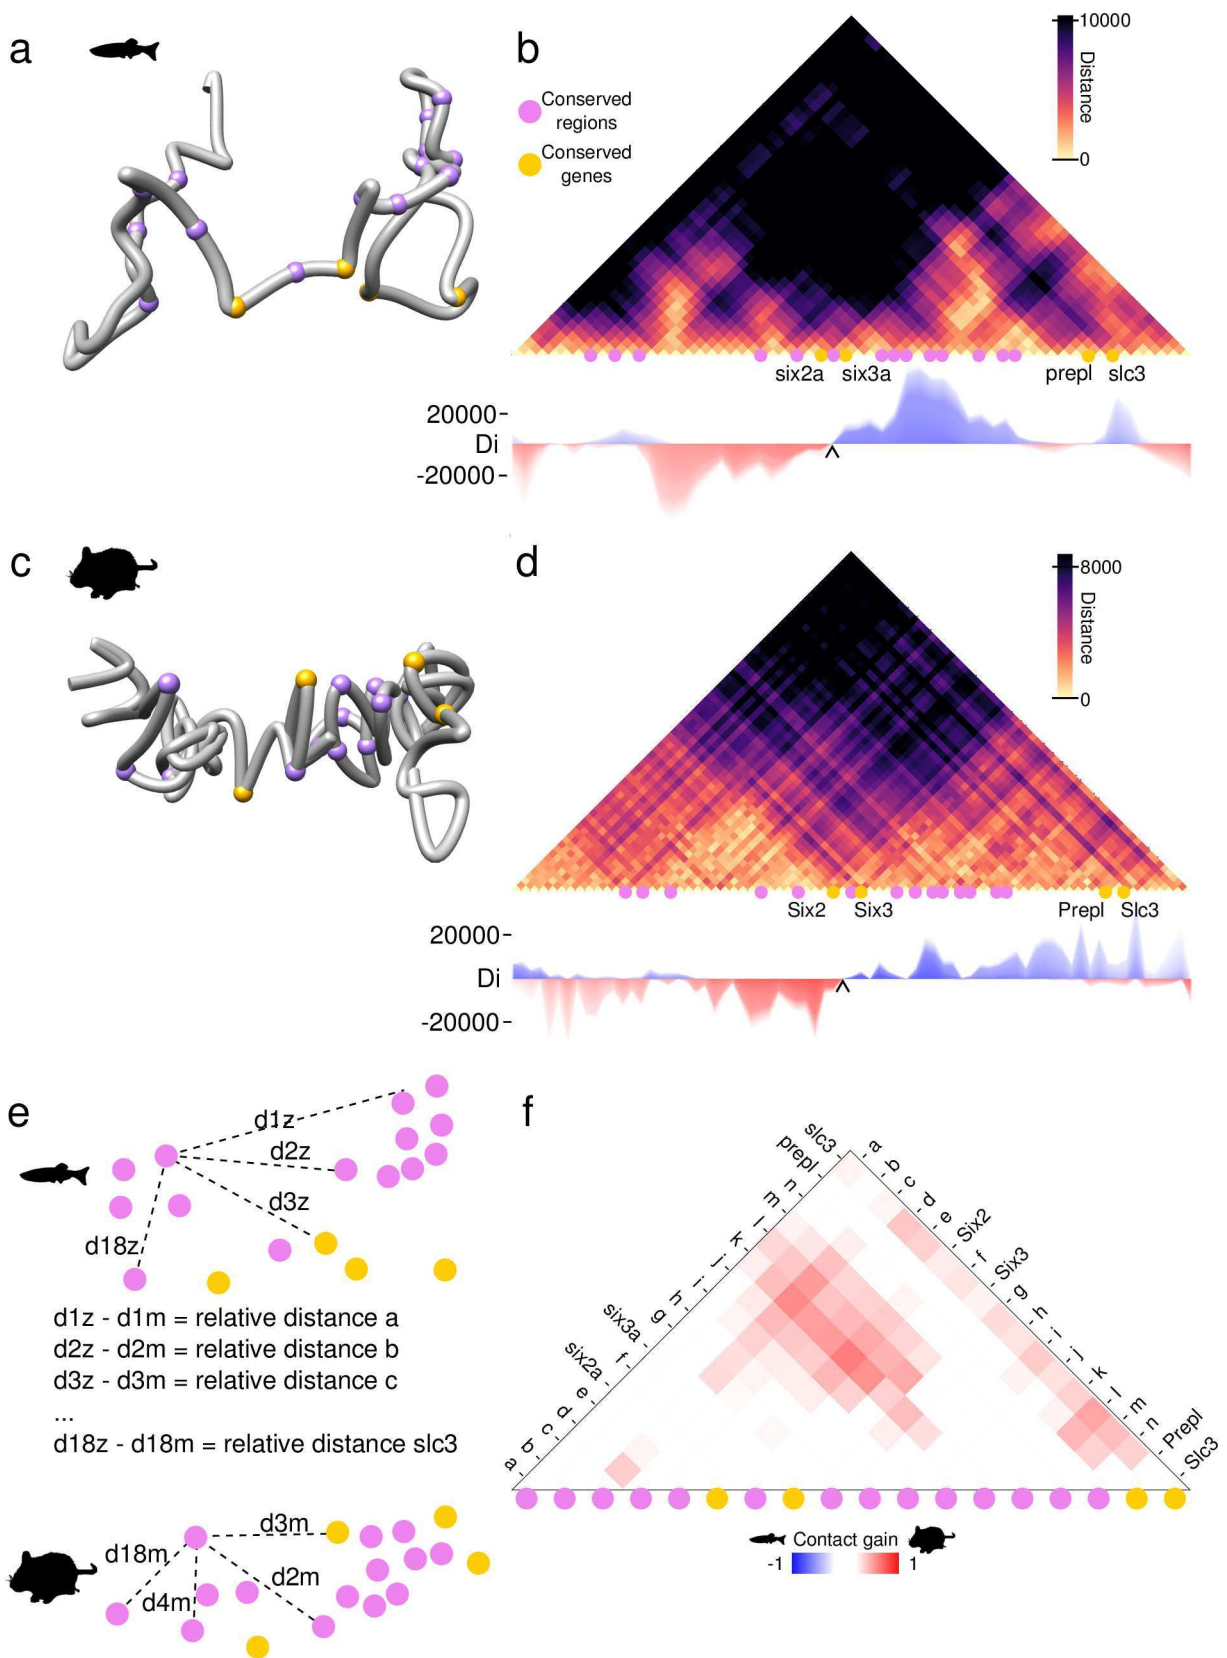 a
b
Conserved
regions
Conserved
genes
10000
Distance
0
six2a
six3a
prepl
slc3
20000
Di
-20000
^
c
d
8000
Distance
0
Six2
Six3
Prepl
Slc3
20000
Di
-20000
^
e
d1z
d2z
d3z
d18z
d1z - d1m = relative distance a
d2z - d2m = relative distance b
d3z - d3m = relative distance c
...
d18z - d18m = relative distance slc3
d3m
d18m
d4m
d2m
f
slc3
prepl
n
m
l
k
j
i
h
g
six3a
f
six2a
e
d
c
b
a
a
b
c
d
e
Six2
f
Six3
g
h
i
j
k
l
m
n
Prepl
Slc3
Contact gain
-1
1